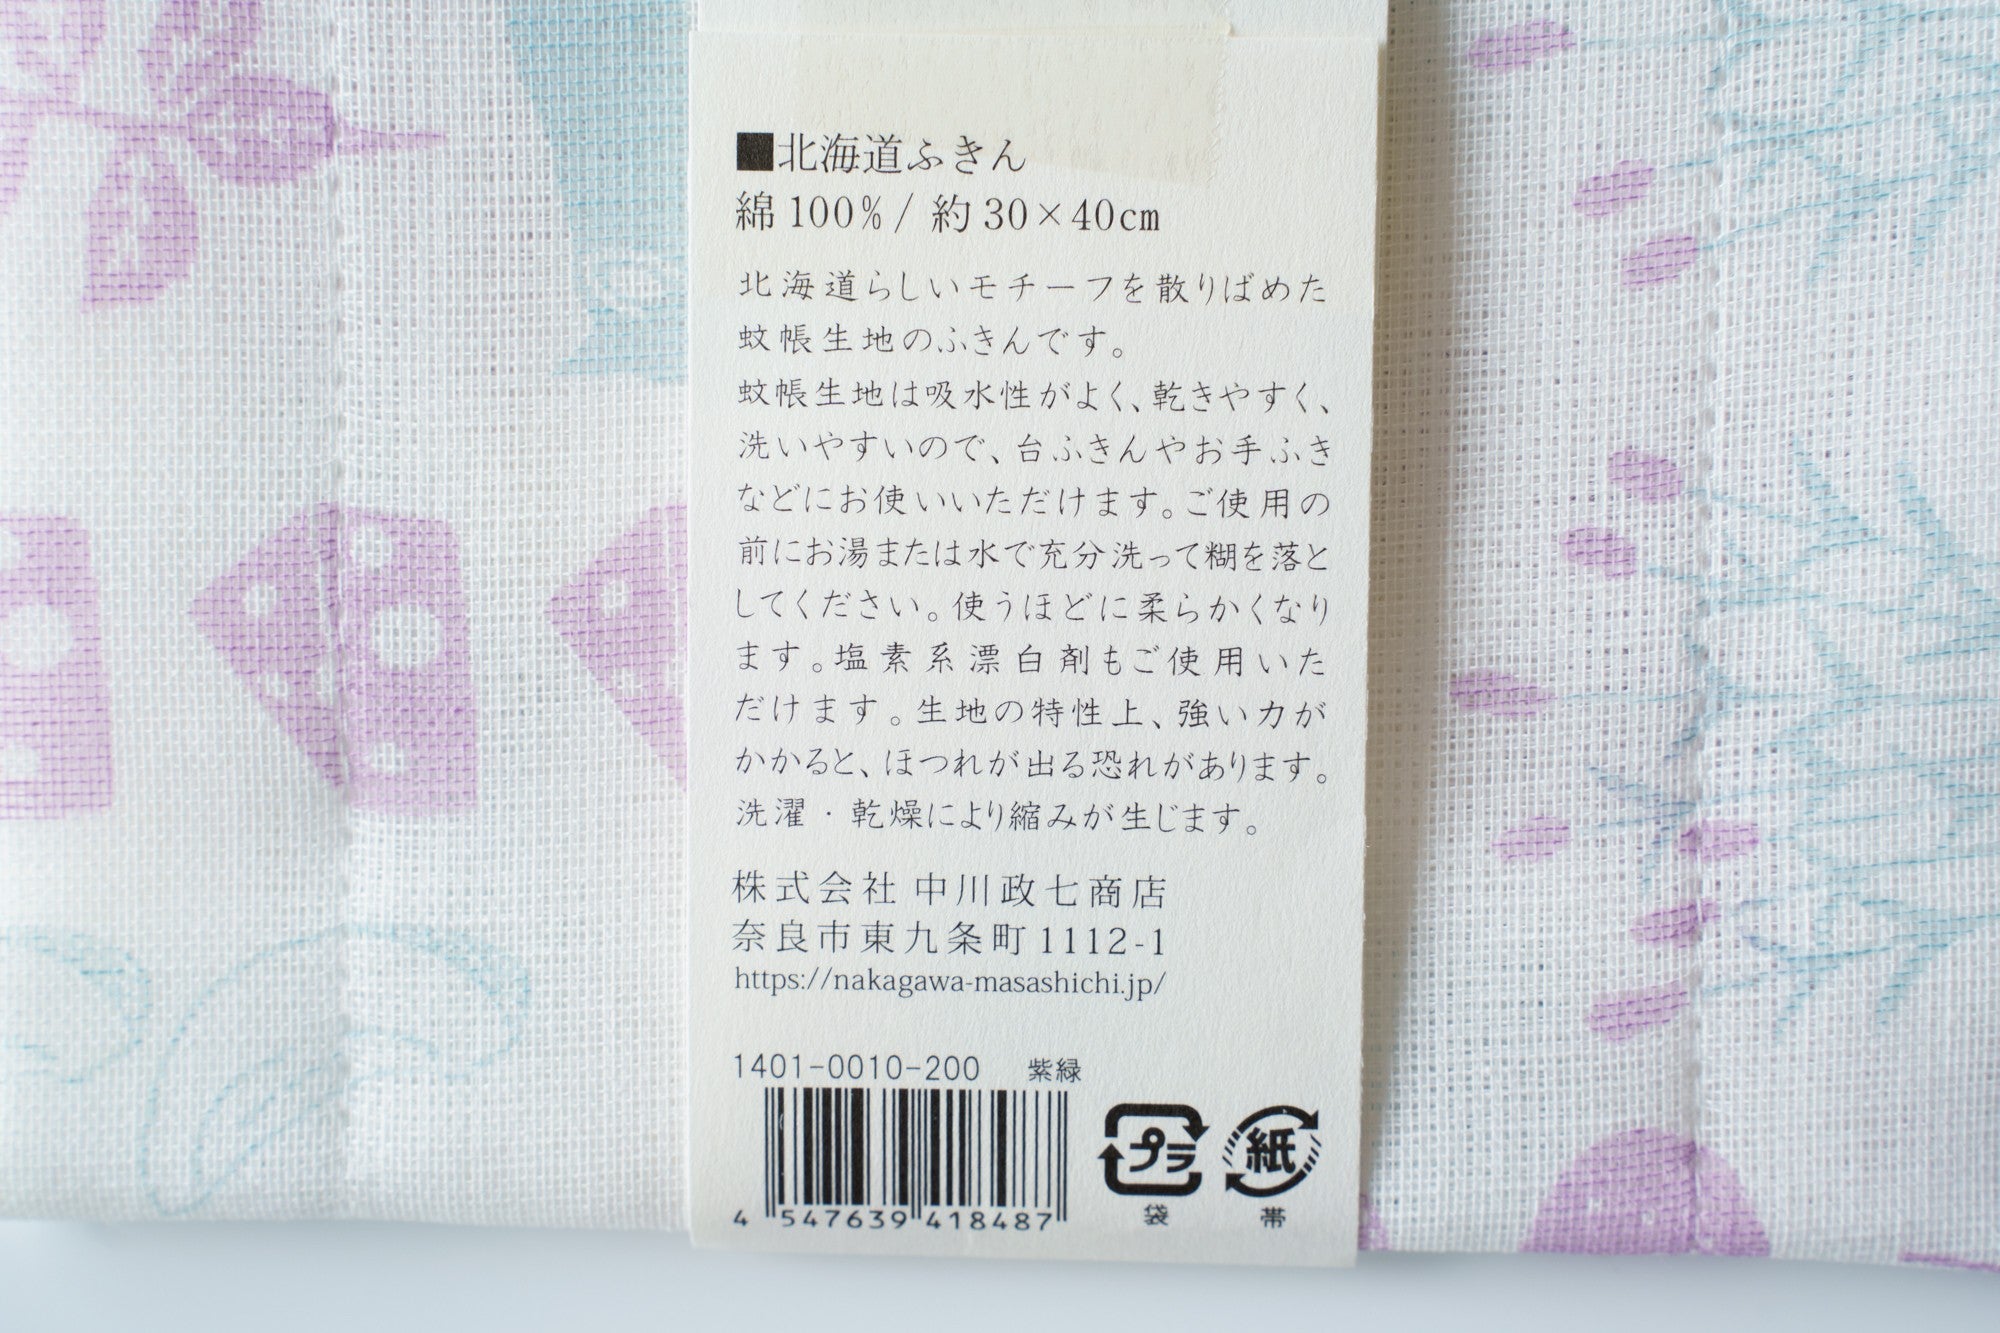 ■北海道ふきん
綿100%/ 約30×40cm
北海道らしいモチーフを散りばめた
蚊帳生地のふきんです。
蚊帳生地は吸水性がよく、乾きやすく、
洗いやすいので、台ふきんやお手ふき
などにお使いいただけます。ご使用の
前にお湯または水で充分洗って糊を落と
してください。使うほどに柔らかくなり
ます。塩素系漂白剤もご使用いた
だけます。生地の特性上、強い力が
かかると、ほつれが出る恐れがあります。
洗濯・乾燥により縮みが生じます。
株式会社 中川政七商店
奈良市東九条町1112-1
https://nakagawa-masashichi.jp/
1401-0010-200 紫緑
4 547639 418487
プラ 紙
袋 帯